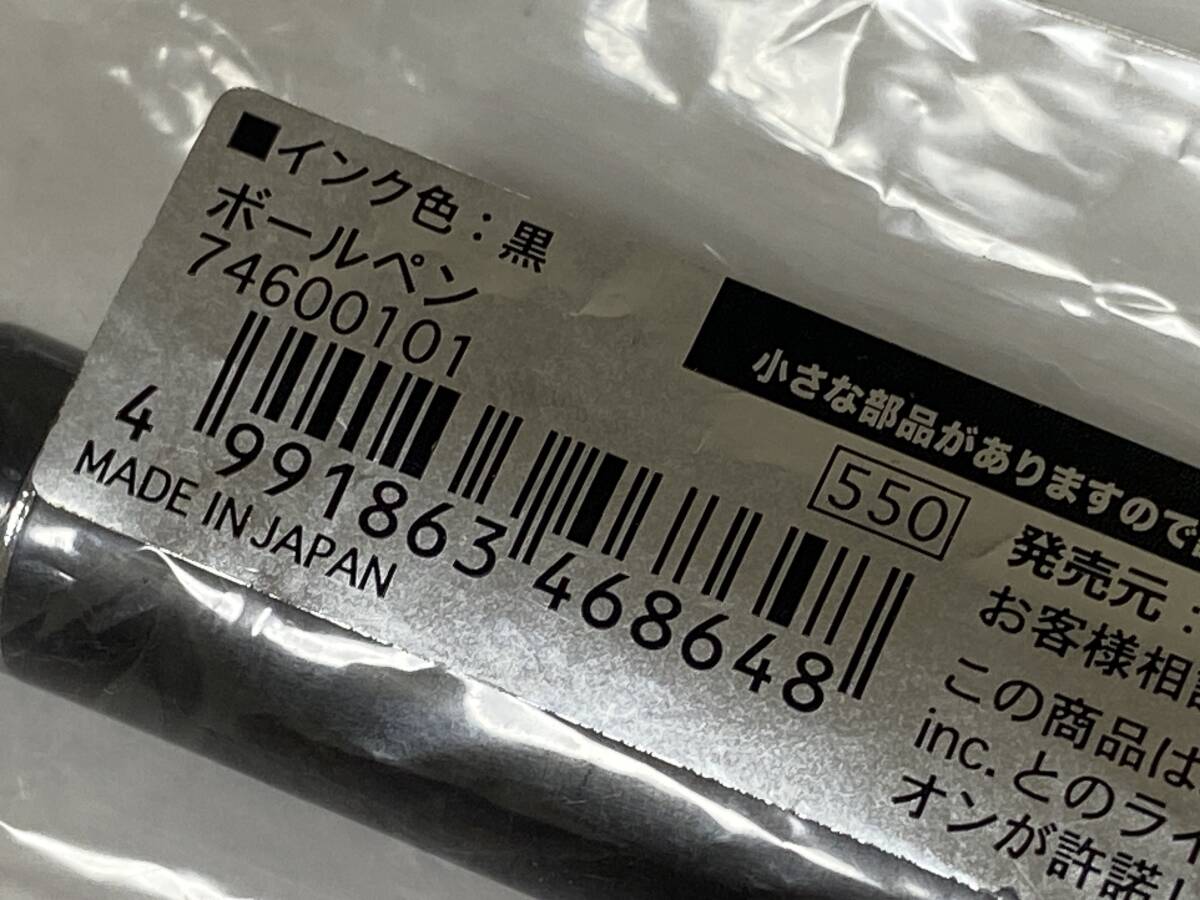 ■インク色：黒
ボールペン
74600101
4 991863 468648
MADE IN JAPAN
小さな部品がありますので
550
発売元：
お客様相
この商品は
inc.とのライ
オンが許諾し